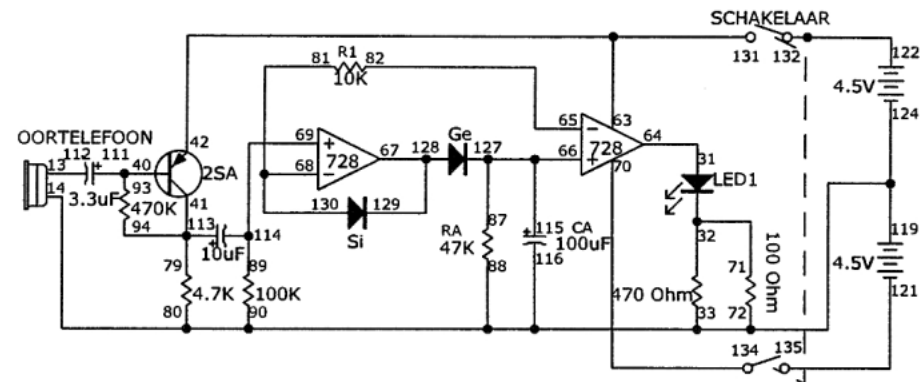 SCHAKELAAR
131 132
122
4.5V
124
81 R1 82
10K
OORTELEFOON
112 111
13
14
3.3uF
40
42
2SA
41
93
470K
94
113
10uF
114
69
68
728
67
128 Ge 127
130 129
Si
65
66
63
728
64
70
31
LED1
32
79
4.7K
80
89
100K
90
RA
47K
87
88
115 CA
116 100uF
470 Ohm
33
71
72
100 Ohm
119
4.5V
121
134 135